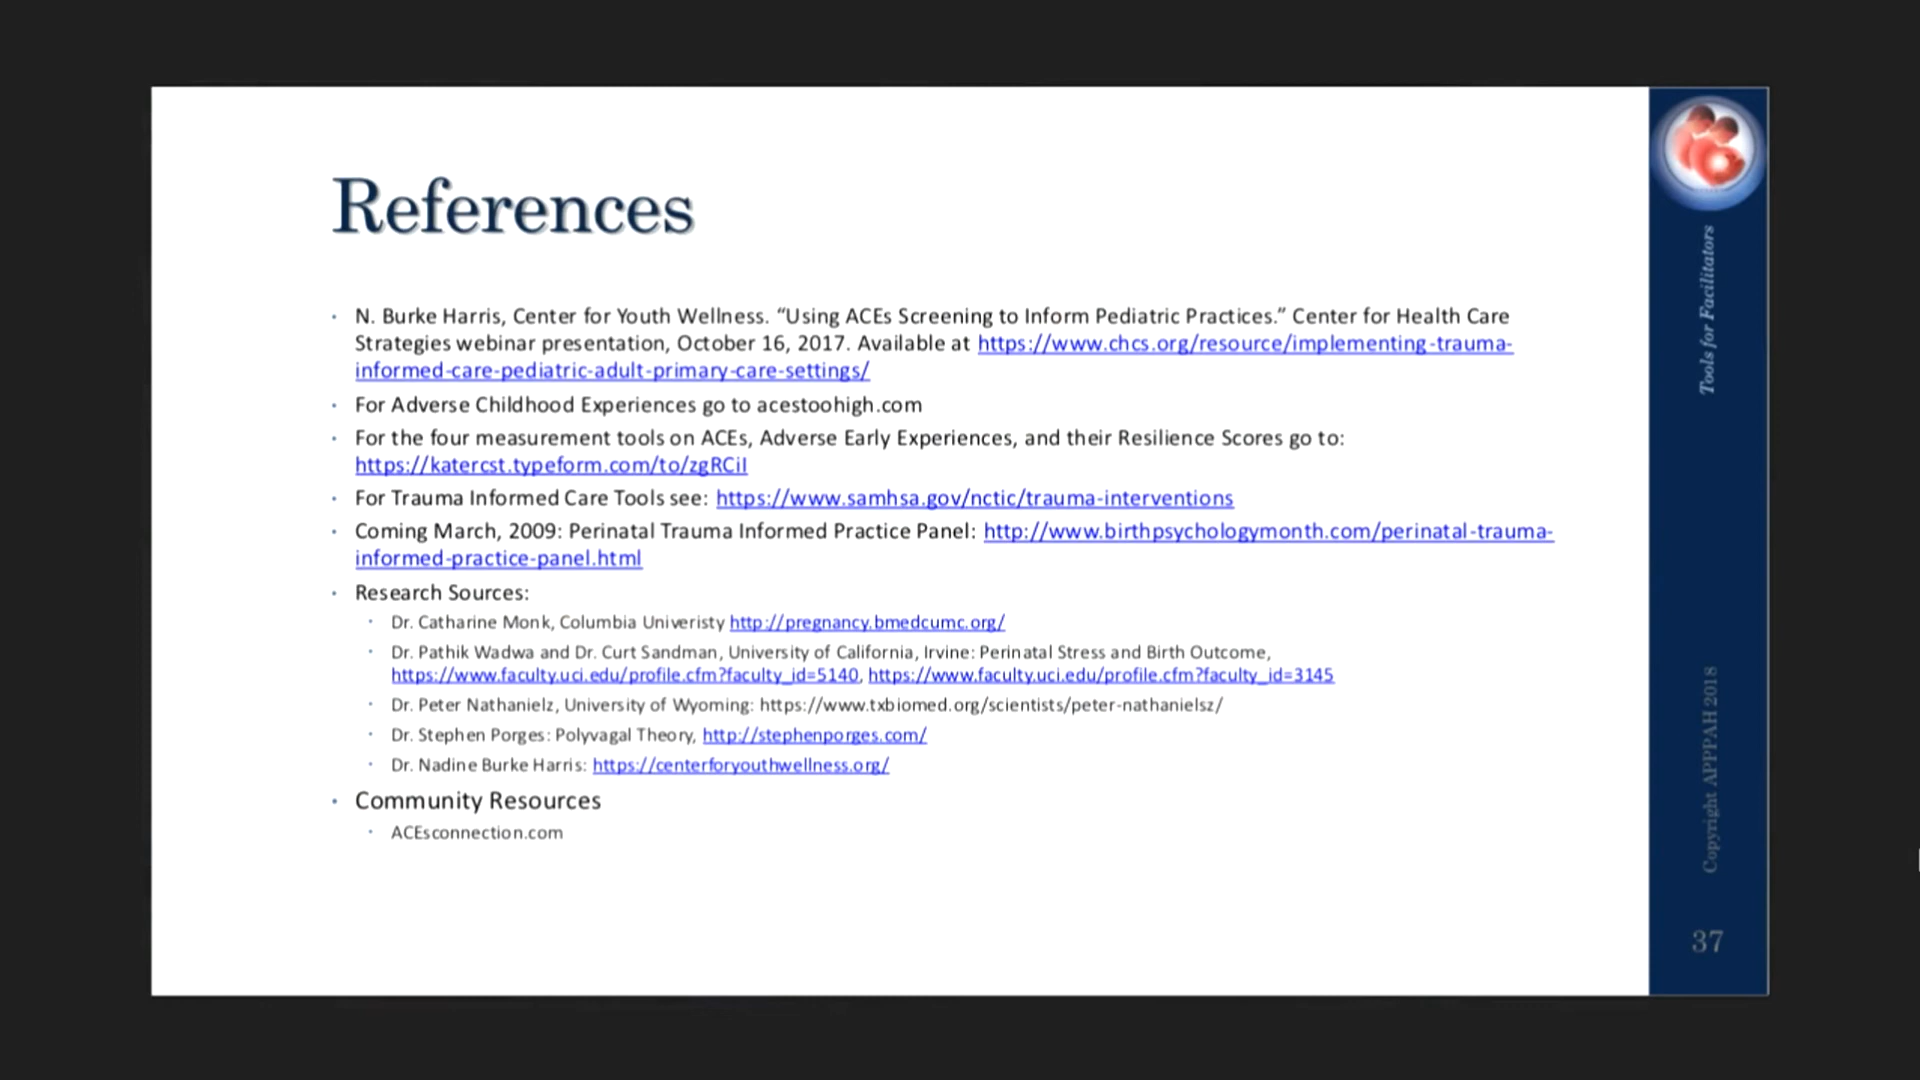 References
N. Burke Harris, Center for Youth Wellness. “Using ACEs Screening to Inform Pediatric Practices.” Center for Health Care
Strategies webinar presentation, October 16, 2017. Available at https://www.chcs.org/resource/implementing-trauma-
informed-care-pediatric-adult-primary-care-settings/
For Adverse Childhood Experiences go to acestoohigh.com
For the four measurement tools on ACEs, Adverse Early Experiences, and their Resilience Scores go to:
https://katercst.typeform.com/to/zgRCiI
For Trauma Informed Care Tools see: https://www.samhsa.gov/nctic/trauma-interventions
Coming March, 2009: Perinatal Trauma Informed Practice Panel: http://www.birthpsychologymonth.com/perinatal-trauma-
informed-practice-panel.html
Research Sources:
Dr. Catharine Monk, Columbia Univeristy http://pregnancy.bmedcumc.org/
Dr. Pathik Wadwa and Dr. Curt Sandman, University of California, Irvine: Perinatal Stress and Birth Outcome,
https://www.faculty.uci.edu/profile.cfm?faculty_id=5140, https://www.faculty.uci.edu/profile.cfm?faculty_id=3145
Dr. Peter Nathanielz, University of Wyoming: https://www.txbiomed.org/scientists/peter-nathanielsz/
Dr. Stephen Porges: Polyvagal Theory, http://stephenporges.com/
Dr. Nadine Burke Harris: https://centerforyouthwellness.org/
Community Resources
ACEsconnection.com
Tools for Facilitators
Copyright APPPAH 2018
37